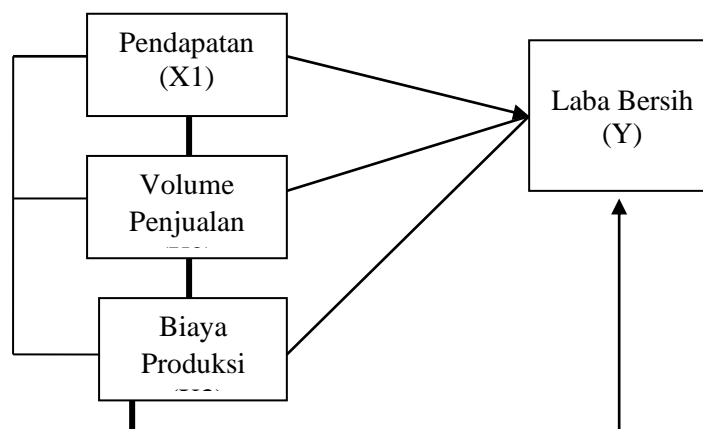 Pendapatan
(X1)
Volume
Penjualan
Biaya
Produksi
Laba Bersih
(Y)